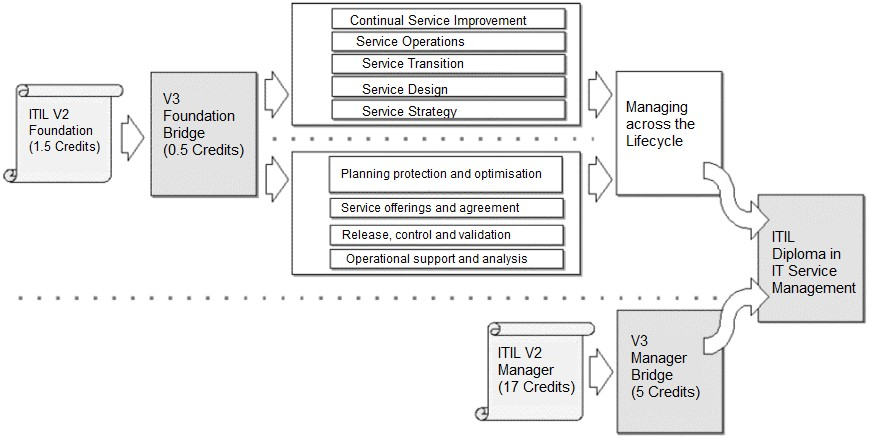 ITIL V2
Foundation
(1.5 Credits)
V3
Foundation
Bridge
(0.5 Credits)
Continual Service Improvement
Service Operations
Service Transition
Service Design
Service Strategy
Planning protection and optimisation
Service offerings and agreement
Release, control and validation
Operational support and analysis
Managing
across the
Lifecycle
ITIL
Diploma in
IT Service
Management
ITIL V2
Manager
(17 Credits)
V3
Manager
Bridge
(5 Credits)